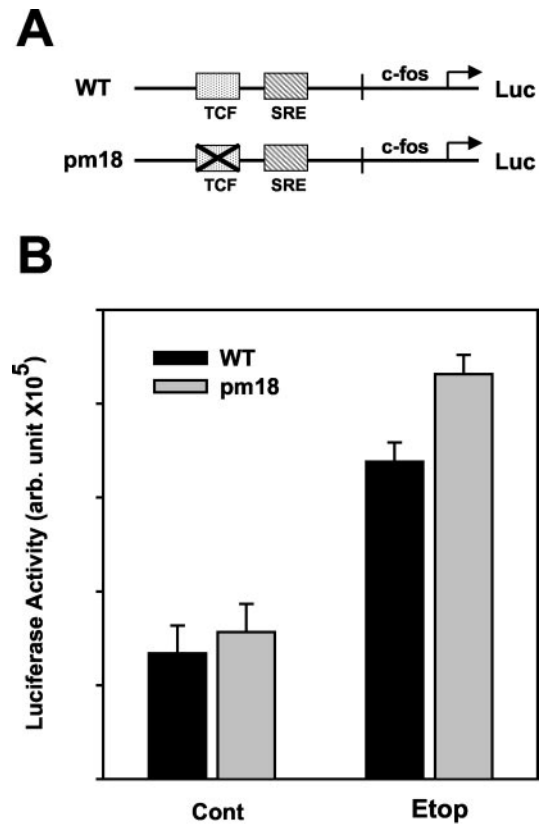 A
WT
TCF
SRE
c-fos
Luc
pm18
TCF
SRE
c-fos
Luc
B
Luciferase Activity (arb. unit X10^5)
WT
pm18
Cont
Etop